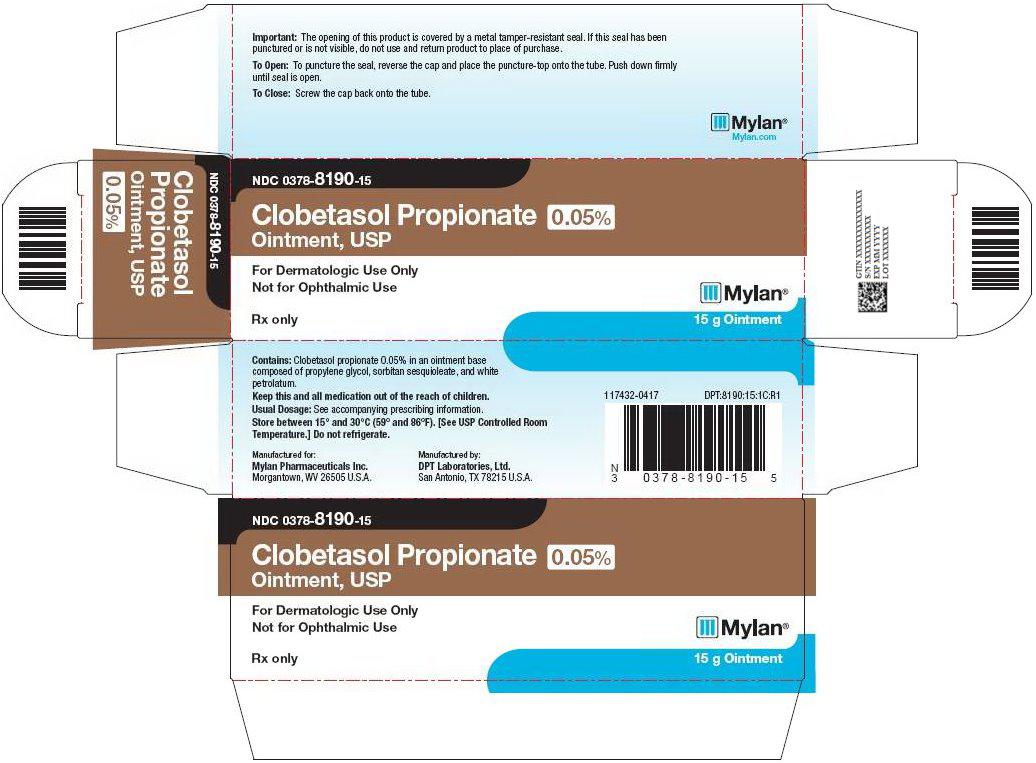 Important: The opening of this product is covered by a metal tamper-resistant seal. If this seal has been
punctured or is not visible, do not use and return product to place of purchase.
To Open: To puncture the seal, reverse the cap and place the puncture-top onto the tube. Push down firmly
until seal is open.
To Close: Screw the cap back onto the tube.
Mylan®
Mylan.com
NDC 0378-8190-15
Clobetasol
Propionate
Ointment, USP
0.05%
NDC 0378-8190-15
Clobetasol Propionate 0.05%
Ointment, USP
For Dermatologic Use Only
Not for Ophthalmic Use
Mylan®
Rx only
15 g Ointment
GTIN XXXXXXXXXXXXXX
S/N XXXXXXXXXX
EXP MM YYYY
LOT XXXXXXX
Contains: Clobetasol propionate 0.05% in an ointment base
composed of propylene glycol, sorbitan sesquioleate, and white
petrolatum.
Keep this and all medication out of the reach of children.
Usual Dosage: See accompanying prescribing information.
Store between 15° and 30°C (59° and 86°F). [See USP Controlled Room
Temperature.] Do not refrigerate.
Manufactured for:
Mylan Pharmaceuticals Inc.
Morgantown, WV 26505 U.S.A.
Manufactured by:
DPT Laboratories, Ltd.
San Antonio, TX 78215 U.S.A.
117432-0417 DPT:8190:15:1C:R1
N
3 0378-8190-15 5
NDC 0378-8190-15
Clobetasol Propionate 0.05%
Ointment, USP
For Dermatologic Use Only
Not for Ophthalmic Use
Mylan®
Rx only
15 g Ointment